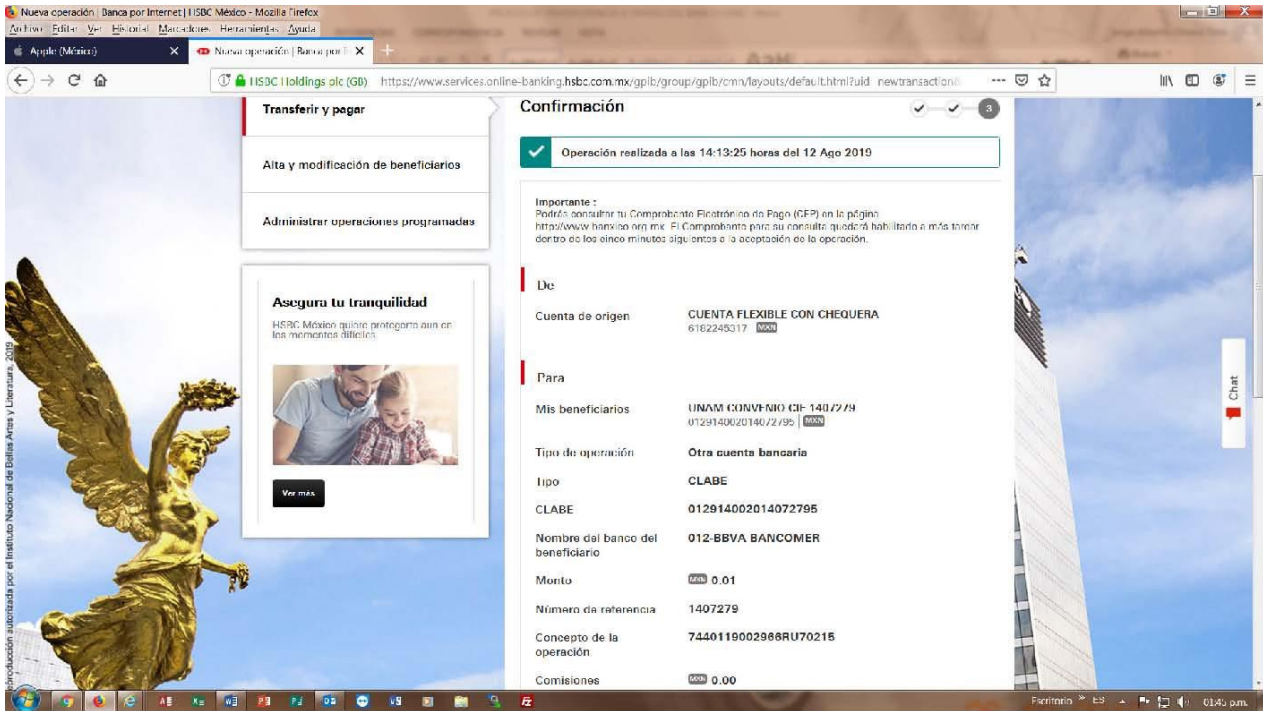 Nueva operación | Banca por Internet | HSBC México - Mozilla Firefox
Archivo Editar Ver Historial Marcadores Herramientas Ayuda
Apple (México)
Nueva operación | Banca por I
HSBC Holdings plc (GB) https://www.services.online-banking.hsbc.com.mx/gpib/group/gpib/cmn/layouts/default.html?uid=newtransaction
Transferir y pagar
Alta y modificación de beneficiarios
Administrar operaciones programadas
Asegura tu tranquilidad
HSBC México quiere protegerte aun en
los momentos difíciles
Ver más
Confirmación
3
Operación realizada a las 14:13:25 horas del 12 Ago 2019
Importante :
Podrás consultar tu Comprobante Electrónico de Pago (CEP) en la página
http://www.banxico.org.mx. El Comprobante para su consulta quedará habilitado a más tardar
dentro de los cinco minutos siguientes a la aceptación de la operación.
De
Cuenta de origen CUENTA FLEXIBLE CON CHEQUERA
6182245317 MXN
Para
Mis beneficiarios UNAM CONVENIO CIE 1407279
012914002014072795 MXN
Tipo de operación Otra cuenta bancaria
Tipo CLABE
CLABE 012914002014072795
Nombre del banco del 012-BBVA BANCOMER
beneficiario
Monto MXN 0.01
Número de referencia 1407279
Concepto de la 7440119002966RU70215
operación
Comisiones MXN 0.00
Chat
eproducción autorizada por el Instituto Nacional de Bellas Artes y Literatura, 2019
Escritorio ES 01:45 p.m.